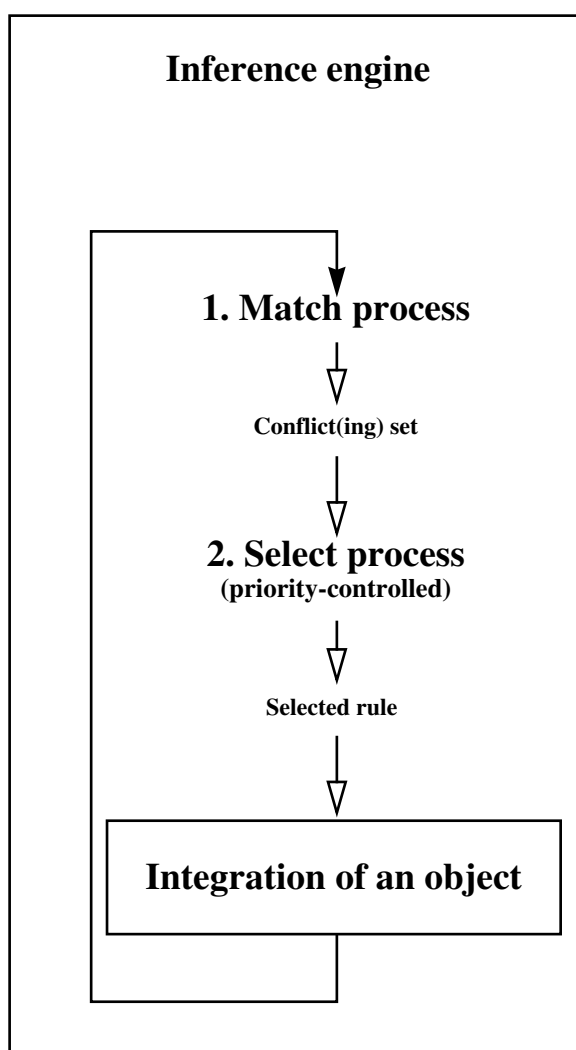 Inference engine
1. Match process
Conflict(ing) set
2. Select process
(priority-controlled)
Selected rule
Integration of an object